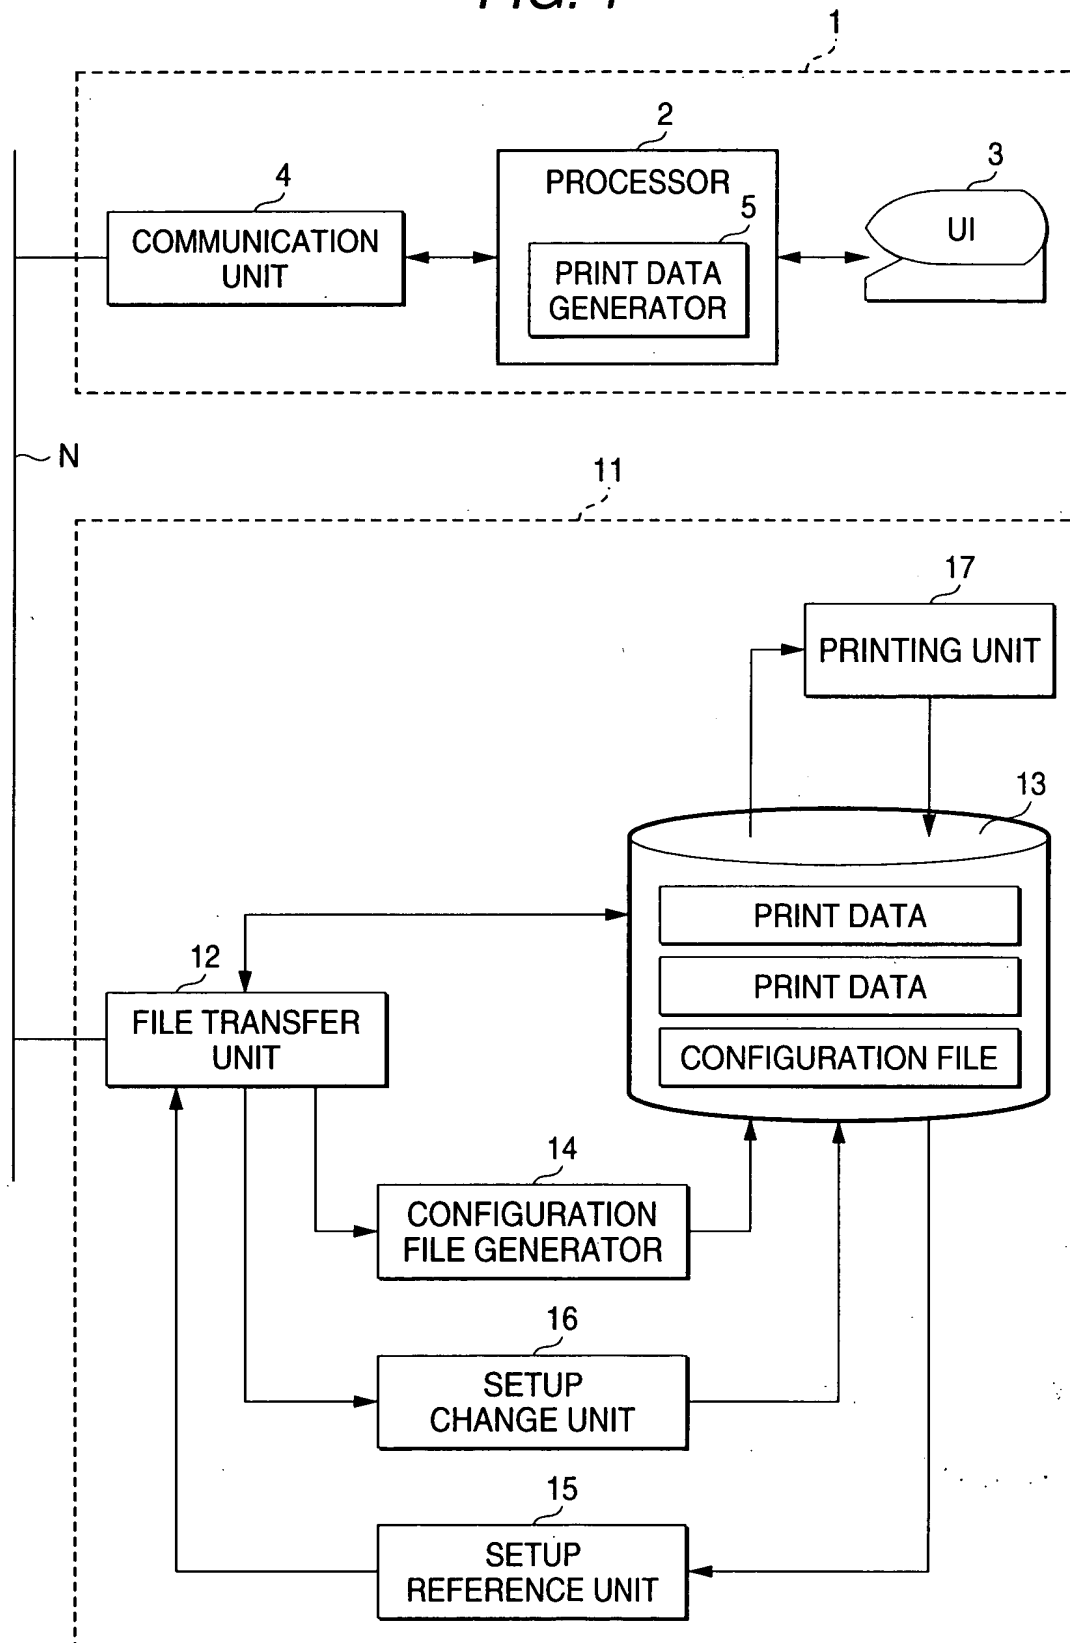 FIG. 1
1
2
PROCESSOR
3
UI
4
COMMUNICATION
UNIT
5
PRINT DATA
GENERATOR
N
11
17
PRINTING UNIT
13
PRINT DATA
PRINT DATA
CONFIGURATION FILE
12
FILE TRANSFER
UNIT
14
CONFIGURATION
FILE GENERATOR
16
SETUP
CHANGE UNIT
15
SETUP
REFERENCE UNIT